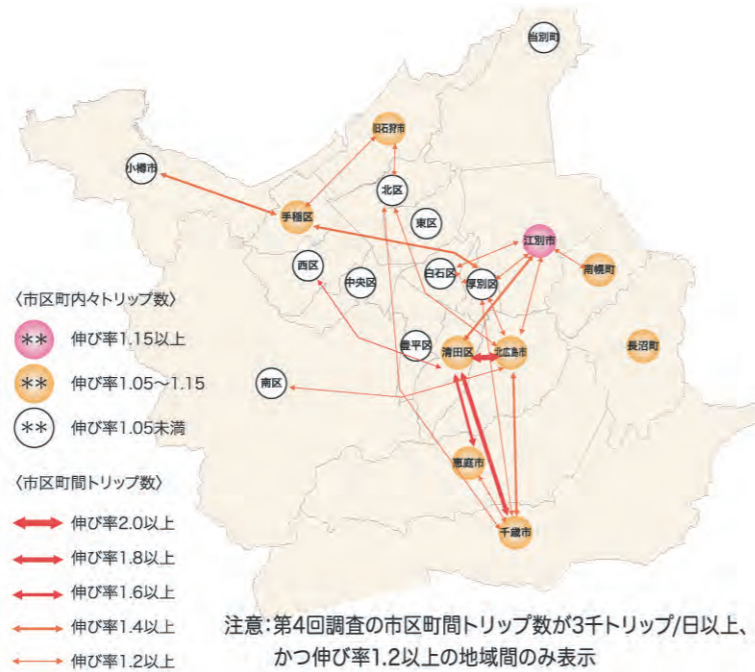 当別町
旧石狩市
小樽市
北区
手稲区
東区
江別市
西区
中央区
白石区
厚別区
南幌町
〈市区町内々トリップ数〉
** 伸び率1.15以上
豊平区
清田区
北広島市
長沼町
** 伸び率1.05〜1.15
南区
** 伸び率1.05未満
恵庭市
〈市区町間トリップ数〉
伸び率2.0以上
千歳市
伸び率1.8以上
伸び率1.6以上
伸び率1.4以上
伸び率1.2以上
注意:第4回調査の市区町間トリップ数が3千トリップ/日以上、
かつ伸び率1.2以上の地域間のみ表示